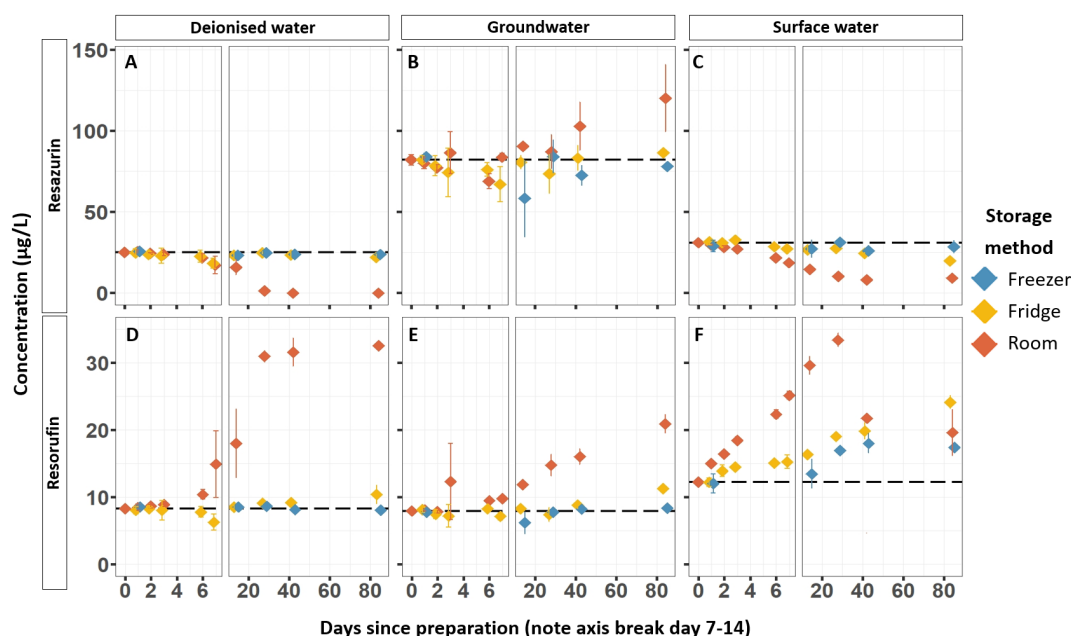 Deionised water Groundwater Surface water
Resazurin
Concentration (µg/L)
150
100
50
0
A
B
C
Storage
method
Freezer
Fridge
Room
Resorufin
30
20
10
0
D
E
F
0 2 4 6 20 40 60 80 0 2 4 6 20 40 60 80 0 2 4 6 20 40 60 80
Days since preparation (note axis break day 7-14)